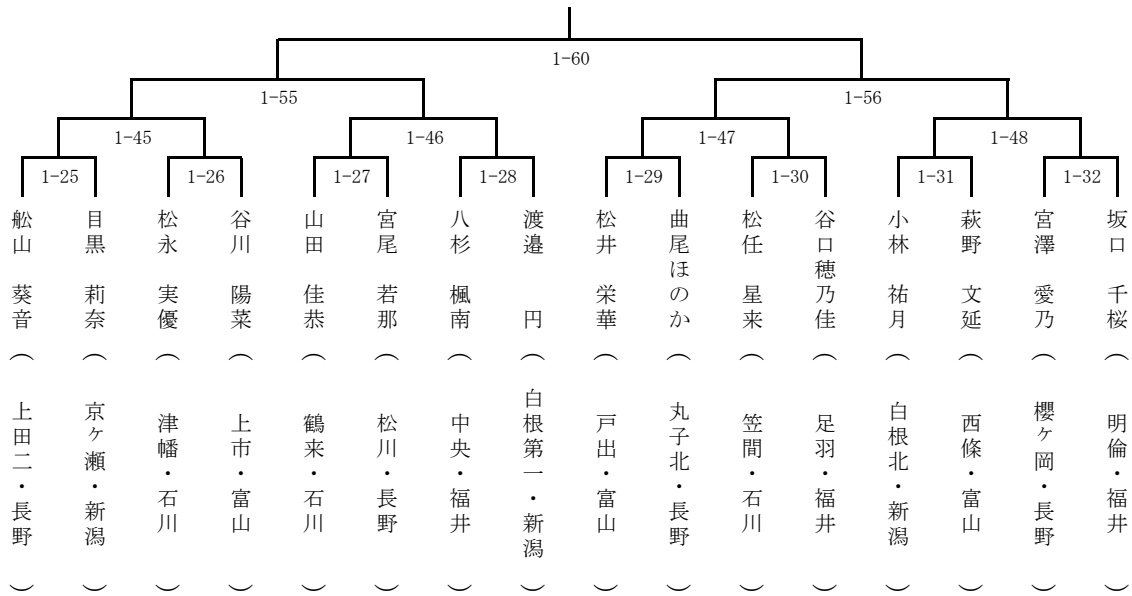 1-60
1-55
1-56
1-45
1-46
1-47
1-48
1-25
1-26
1-27
1-28
1-29
1-30
1-31
1-32
舩山 葵音（上田二・長野）
目黒 莉奈（京ヶ瀬・新潟）
松永 実優（津幡・石川）
谷川 陽菜（上市・富山）
山田 佳恭（鶴来・石川）
宮尾 若那（松川・長野）
八杉 楓南（中央・福井）
渡邉 円（白根第一・新潟）
松井 栄華（戸出・富山）
曲尾ほのか（丸子北・長野）
松任 星来（笠間・石川）
谷口穂乃佳（足羽・福井）
小林 祐月（白根北・新潟）
萩野 文延（西條・富山）
宮澤 愛乃（櫻ヶ岡・長野）
坂口 千桜（明倫・福井）